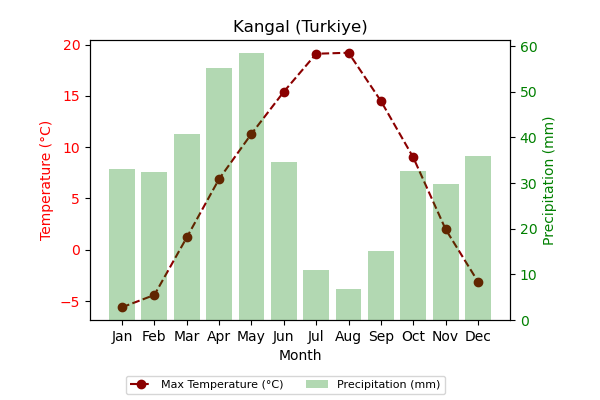 Kangal (Turkiye)
Temperature (°C)
20
15
10
5
0
−5
60
50
40
30
20
10
0
Precipitation (mm)
Jan Feb Mar Apr May Jun Jul Aug Sep Oct Nov Dec
Month
Max Temperature (°C) Precipitation (mm)